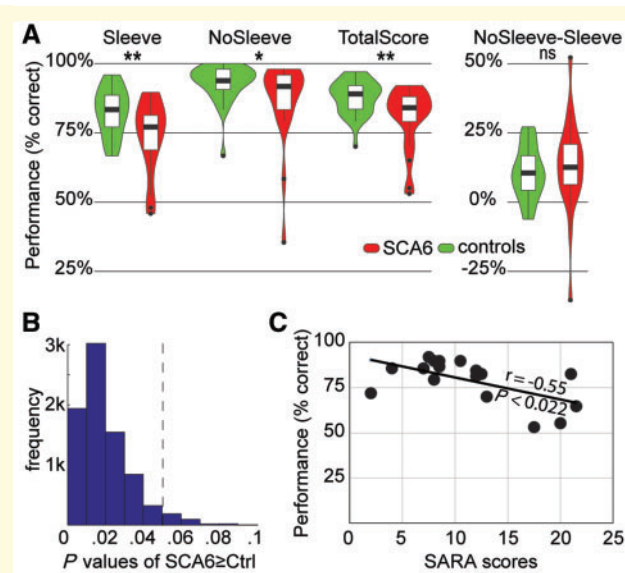 A
Sleeve NoSleeve TotalScore NoSleeve-Sleeve
** * ** ns
Performance (% correct)
100%
75%
50%
25%
50%
25%
0%
-25%
SCA6 controls
B
frequency
3k
2k
1k
0 .02 .04 .06 .08 .1
P values of SCA6≥Ctrl
C
Performance (% correct)
100
75
50
25
r = -0.55
P < 0.022
0 5 10 15 20 25
SARA scores